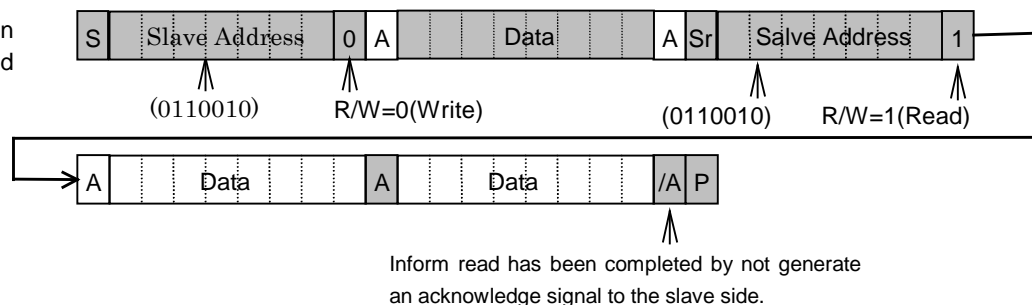 n
d
S Slave Address 0 A Data A Sr Salve Address 1
(0110010) R/W=0(Write) (0110010) R/W=1(Read)
A Data A Data /A P
Inform read has been completed by not generate
an acknowledge signal to the slave side.